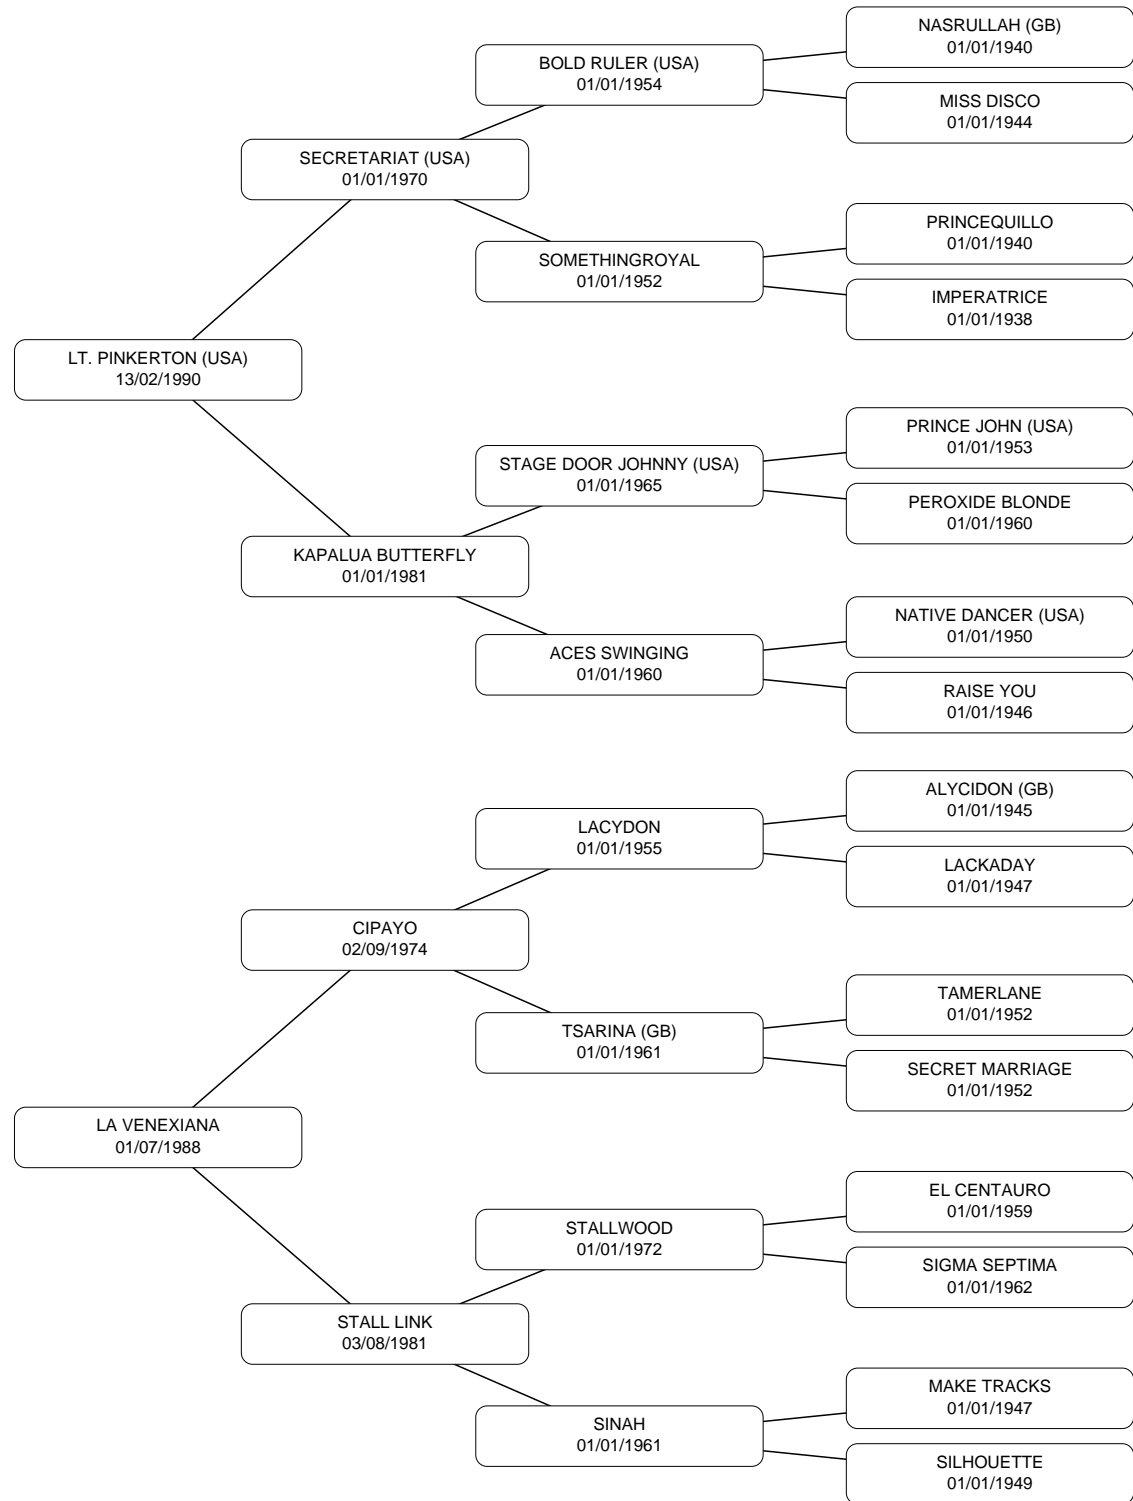 NASRULLAH (GB)
01/01/1940
BOLD RULER (USA)
01/01/1954
MISS DISCO
01/01/1944
SECRETARIAT (USA)
01/01/1970
PRINCEQUILLO
01/01/1940
SOMETHINGROYAL
01/01/1952
IMPERATRICE
01/01/1938
LT. PINKERTON (USA)
13/02/1990
PRINCE JOHN (USA)
01/01/1953
STAGE DOOR JOHNNY (USA)
01/01/1965
PEROXIDE BLONDE
01/01/1960
KAPALUA BUTTERFLY
01/01/1981
NATIVE DANCER (USA)
01/01/1950
ACES SWINGING
01/01/1960
RAISE YOU
01/01/1946
ALYCIDON (GB)
01/01/1945
LACYDON
01/01/1955
LACKADAY
01/01/1947
CIPAYO
02/09/1974
TAMERLANE
01/01/1952
TSARINA (GB)
01/01/1961
SECRET MARRIAGE
01/01/1952
LA VENEXIANA
01/07/1988
EL CENTAURO
01/01/1959
STALLWOOD
01/01/1972
SIGMA SEPTIMA
01/01/1962
STALL LINK
03/08/1981
MAKE TRACKS
01/01/1947
SINAH
01/01/1961
SILHOUETTE
01/01/1949